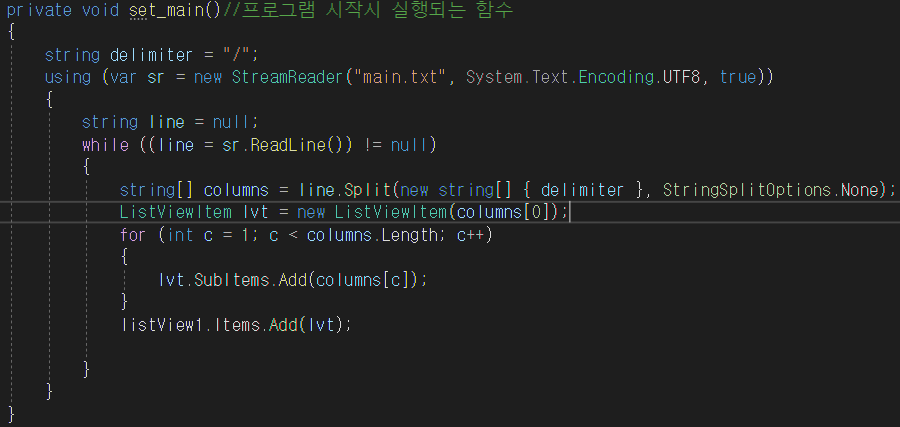 private void set_main()//프로그램 시작시 실행되는 함수
{
string delimiter = "/";
using (var sr = new StreamReader("main.txt", System.Text.Encoding.UTF8, true))
{
string line = null;
while ((line = sr.ReadLine()) != null)
{
string[] columns = line.Split(new string[] { delimiter }, StringSplitOptions.None);
ListViewItem lvt = new ListViewItem(columns[0]);
for (int c = 1; c < columns.Length; c++)
{
lvt.SubItems.Add(columns[c]);
}
listView1.Items.Add(lvt);
}
}
}